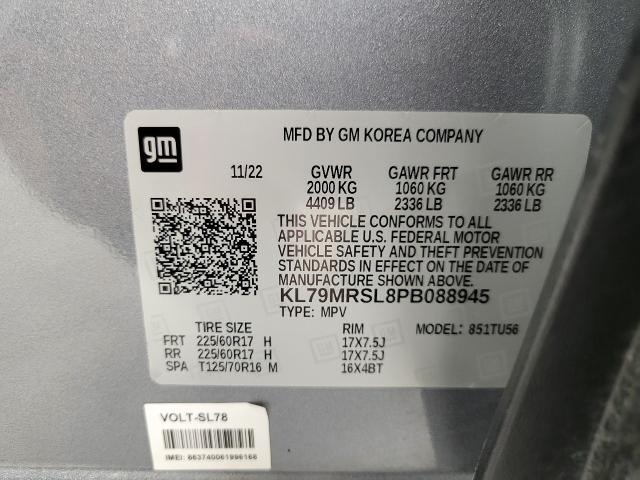 gm
MFD BY GM KOREA COMPANY
11/22 GVWR GAWR FRT GAWR RR
2000 KG 1060 KG 1060 KG
4409 LB 2336 LB 2336 LB
THIS VEHICLE CONFORMS TO ALL
APPLICABLE U.S. FEDERAL MOTOR
VEHICLE SAFETY AND THEFT PREVENTION
STANDARDS IN EFFECT ON THE DATE OF
MANUFACTURE SHOWN ABOVE.
KL79MRSL8PB088945
TYPE: MPV
TIRE SIZE RIM MODEL: 851TU56
FRT 225/60R17 H 17X7.5J
RR 225/60R17 H 17X7.5J
SPA T125/70R16 M 16X4BT
VOLT-SL78
IMEI: 863740061996166